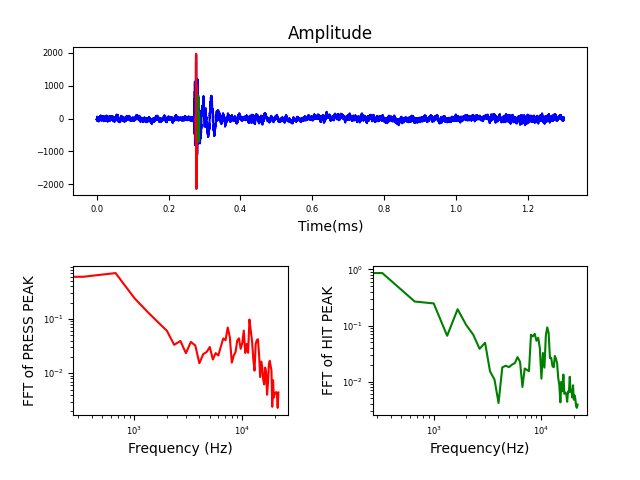 Amplitude
2000
1000
0
−1000
−2000
0.0 0.2 0.4 0.6 0.8 1.0 1.2
Time(ms)
FFT of PRESS PEAK
10⁻¹
10⁻²
10³ 10⁴
Frequency (Hz)
FFT of HIT PEAK
10⁰
10⁻¹
10⁻²
10³ 10⁴
Frequency(Hz)